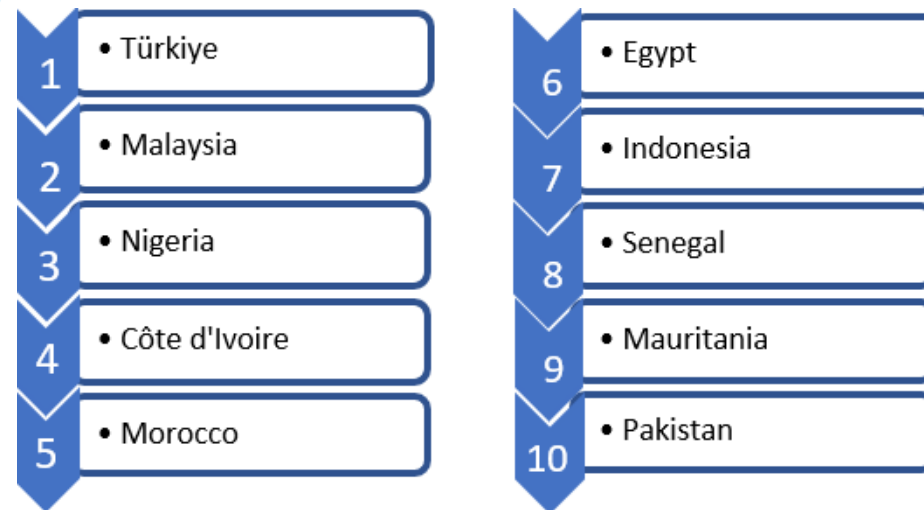 1 • Türkiye
2 • Malaysia
3 • Nigeria
4 • Côte d'Ivoire
5 • Morocco
6 • Egypt
7 • Indonesia
8 • Senegal
9 • Mauritania
10 • Pakistan